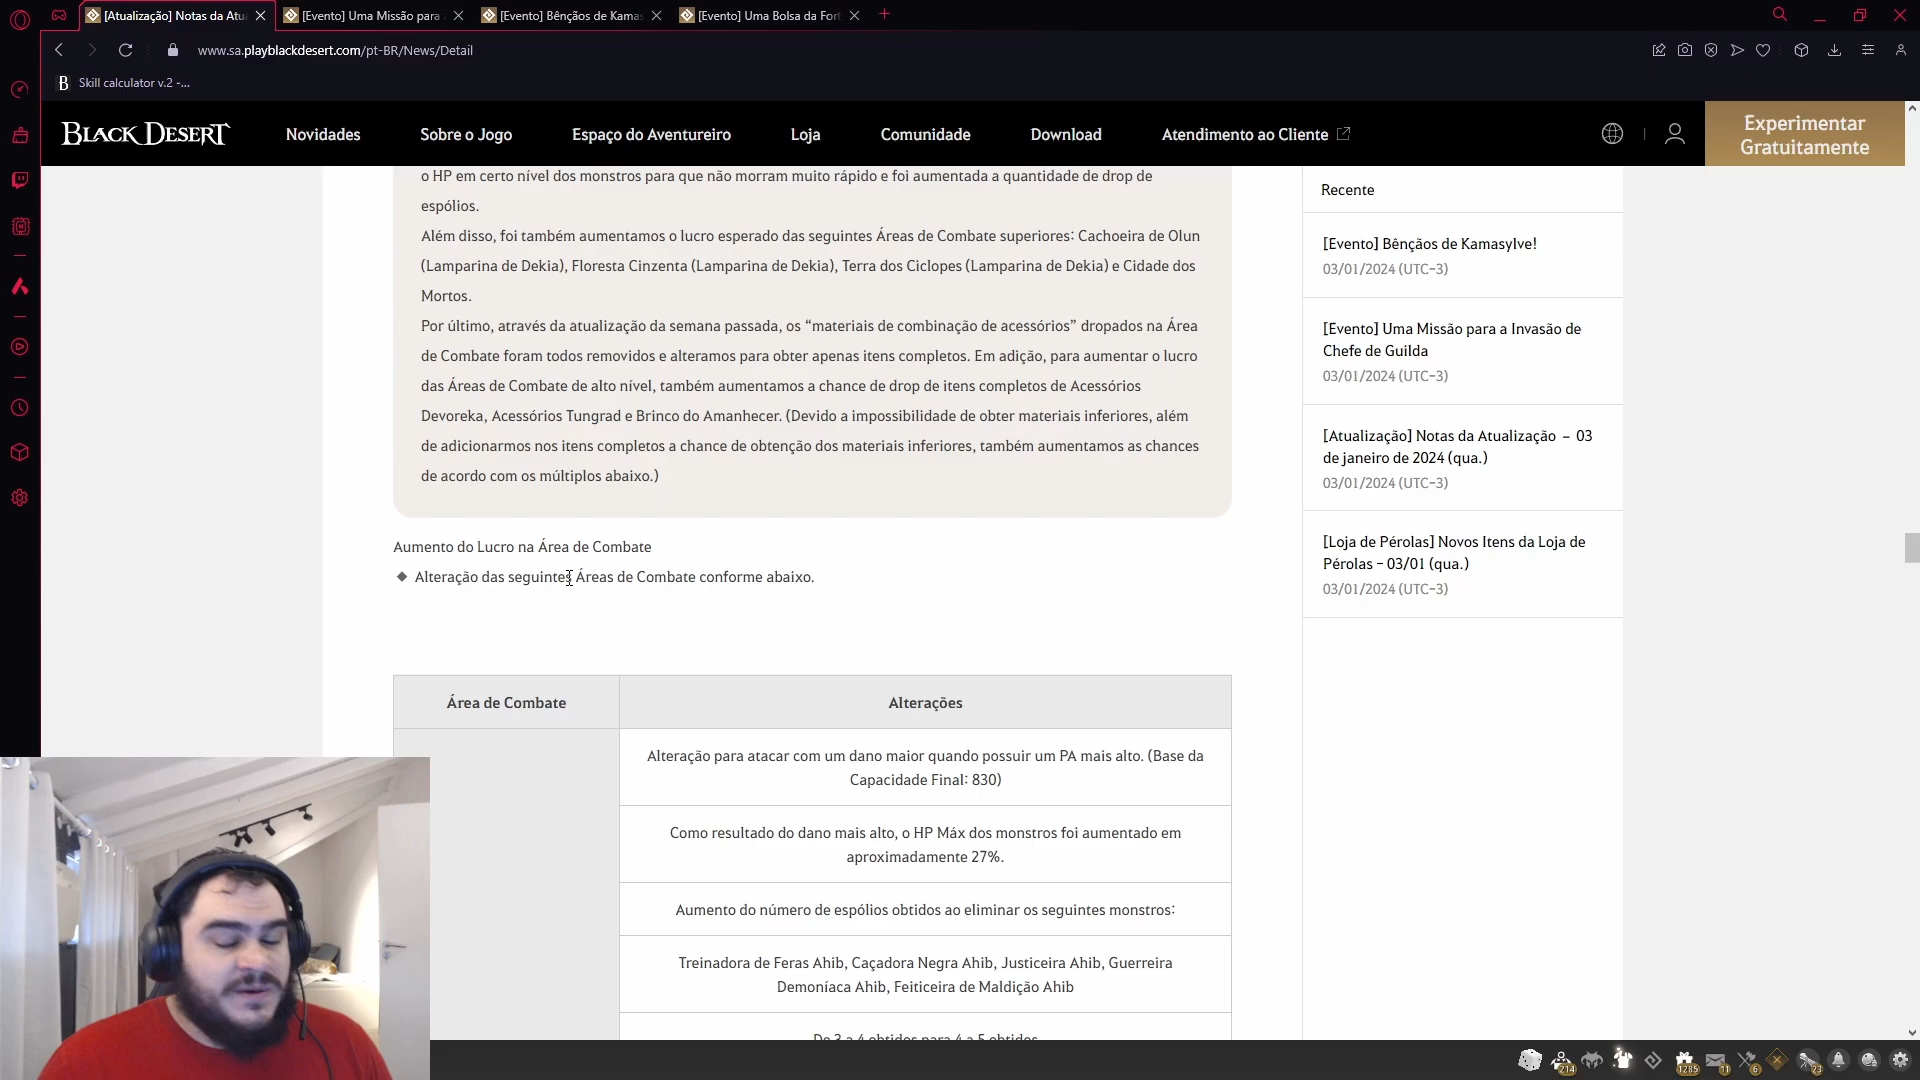 [Atualização] Notas da Atu
[Evento] Uma Missão para
[Evento] Bênçãos de Kamas
[Evento] Uma Bolsa da For
www.sa.playblackdesert.com/pt-BR/News/Detail
B Skill calculator v.2 -...
BLACK DESERT
Novidades
Sobre o Jogo
Espaço do Aventureiro
Loja
Comunidade
Download
Atendimento ao Cliente
Experimentar
Gratuitamente
o HP em certo nível dos monstros para que não morram muito rápido e foi aumentada a quantidade de drop de
espólios.
Além disso, foi também aumentamos o lucro esperado das seguintes Áreas de Combate superiores: Cachoeira de Olun
(Lamparina de Dekia), Floresta Cinzenta (Lamparina de Dekia), Terra dos Ciclopes (Lamparina de Dekia) e Cidade dos
Mortos.
Por último, através da atualização da semana passada, os “materiais de combinação de acessórios” dropados na Área
de Combate foram todos removidos e alteramos para obter apenas itens completos. Em adição, para aumentar o lucro
das Áreas de Combate de alto nível, também aumentamos a chance de drop de itens completos de Acessórios
Devoreka, Acessórios Tungrad e Brinco do Amanhecer. (Devido a impossibilidade de obter materiais inferiores, além
de adicionarmos nos itens completos a chance de obtenção dos materiais inferiores, também aumentamos as chances
de acordo com os múltiplos abaixo.)
Aumento do Lucro na Área de Combate
◆ Alteração das seguintes Áreas de Combate conforme abaixo.
Área de Combate
Alterações
Alteração para atacar com um dano maior quando possuir um PA mais alto. (Base da
Capacidade Final: 830)
Como resultado do dano mais alto, o HP Máx dos monstros foi aumentado em
aproximadamente 27%.
Aumento do número de espólios obtidos ao eliminar os seguintes monstros:
Treinadora de Feras Ahib, Caçadora Negra Ahib, Justiceira Ahib, Guerreira
Demoníaca Ahib, Feiticeira de Maldição Ahib
De 3 a 4 obtidos para 4 a 5 obtidos
Recente
[Evento] Bênçãos de Kamasylve!
03/01/2024 (UTC-3)
[Evento] Uma Missão para a Invasão de
Chefe de Guilda
03/01/2024 (UTC-3)
[Atualização] Notas da Atualização – 03
de janeiro de 2024 (qua.)
03/01/2024 (UTC-3)
[Loja de Pérolas] Novos Itens da Loja de
Pérolas – 03/01 (qua.)
03/01/2024 (UTC-3)
214
1285
11
6
23